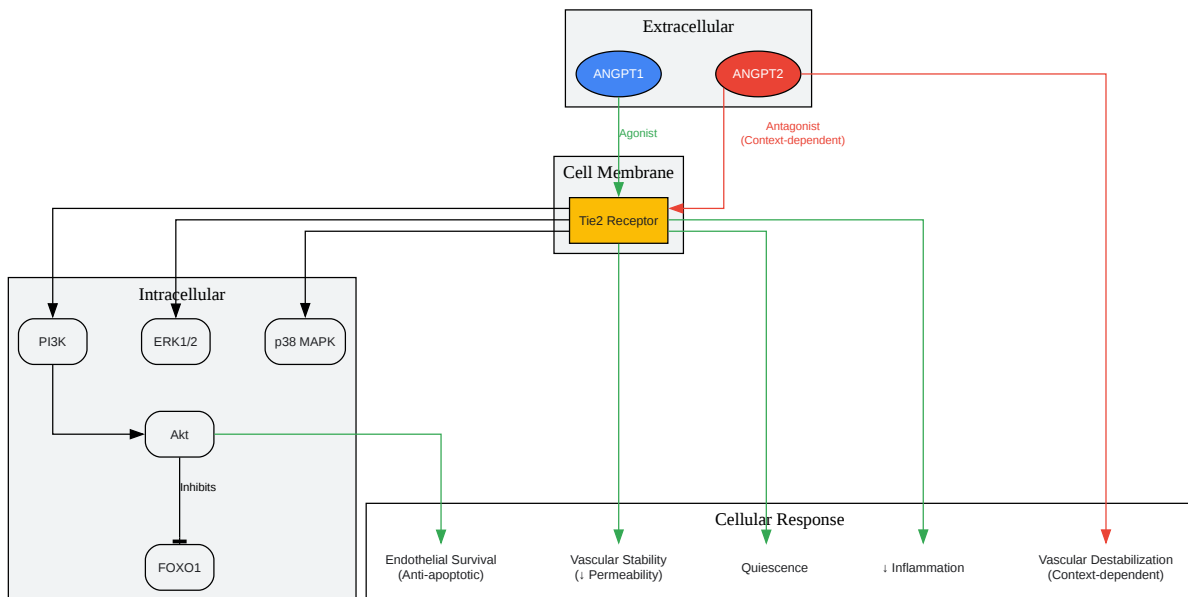 Extracellular
ANGPT1
ANGPT2
Agonist
Antagonist
(Context-dependent)
Cell Membrane
Tie2 Receptor
Intracellular
PI3K
ERK1/2
p38 MAPK
Akt
Inhibits
FOXO1
Cellular Response
Endothelial Survival
(Anti-apoptotic)
Vascular Stability
(↓ Permeability)
Quiescence
↓ Inflammation
Vascular Destabilization
(Context-dependent)